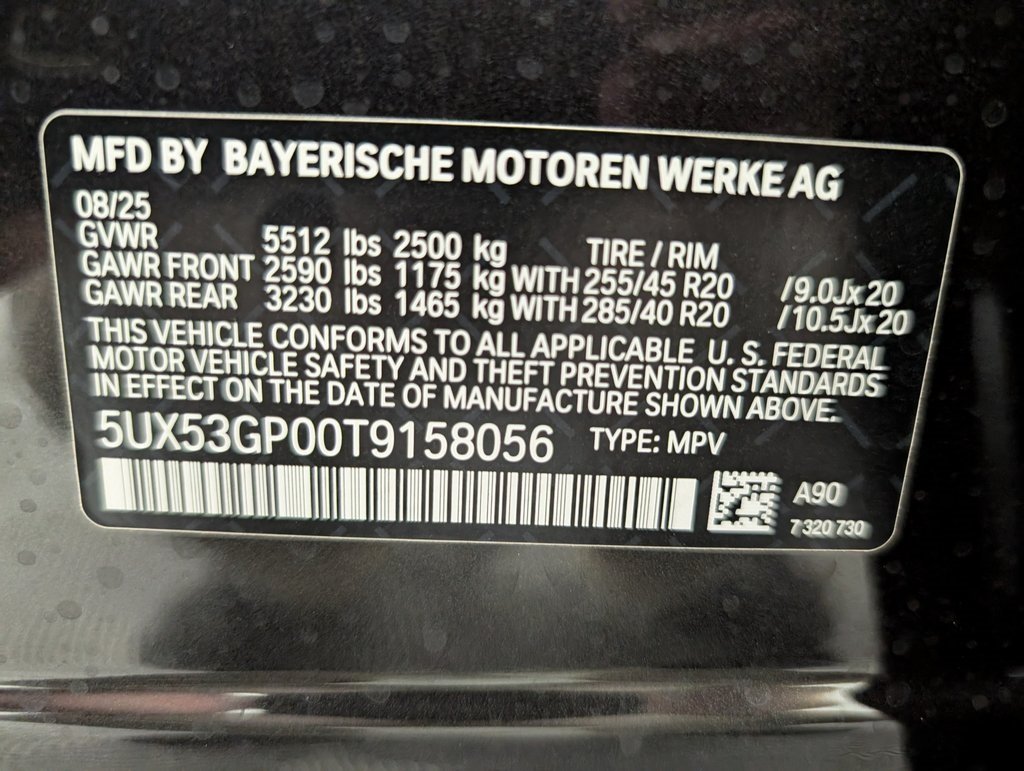 MFD BY BAYERISCHE MOTOREN WERKE AG
08/25
GVWR 5512 lbs 2500 kg TIRE / RIM
GAWR FRONT 2590 lbs 1175 kg WITH 255/45 R20 /9.0Jx20
GAWR REAR 3230 lbs 1465 kg WITH 285/40 R20 /10.5Jx20
THIS VEHICLE CONFORMS TO ALL APPLICABLE U. S. FEDERAL
MOTOR VEHICLE SAFETY AND THEFT PREVENTION STANDARDS
IN EFFECT ON THE DATE OF MANUFACTURE SHOWN ABOVE.
5UX53GP00T9158056 TYPE: MPV
A90
7 320 730